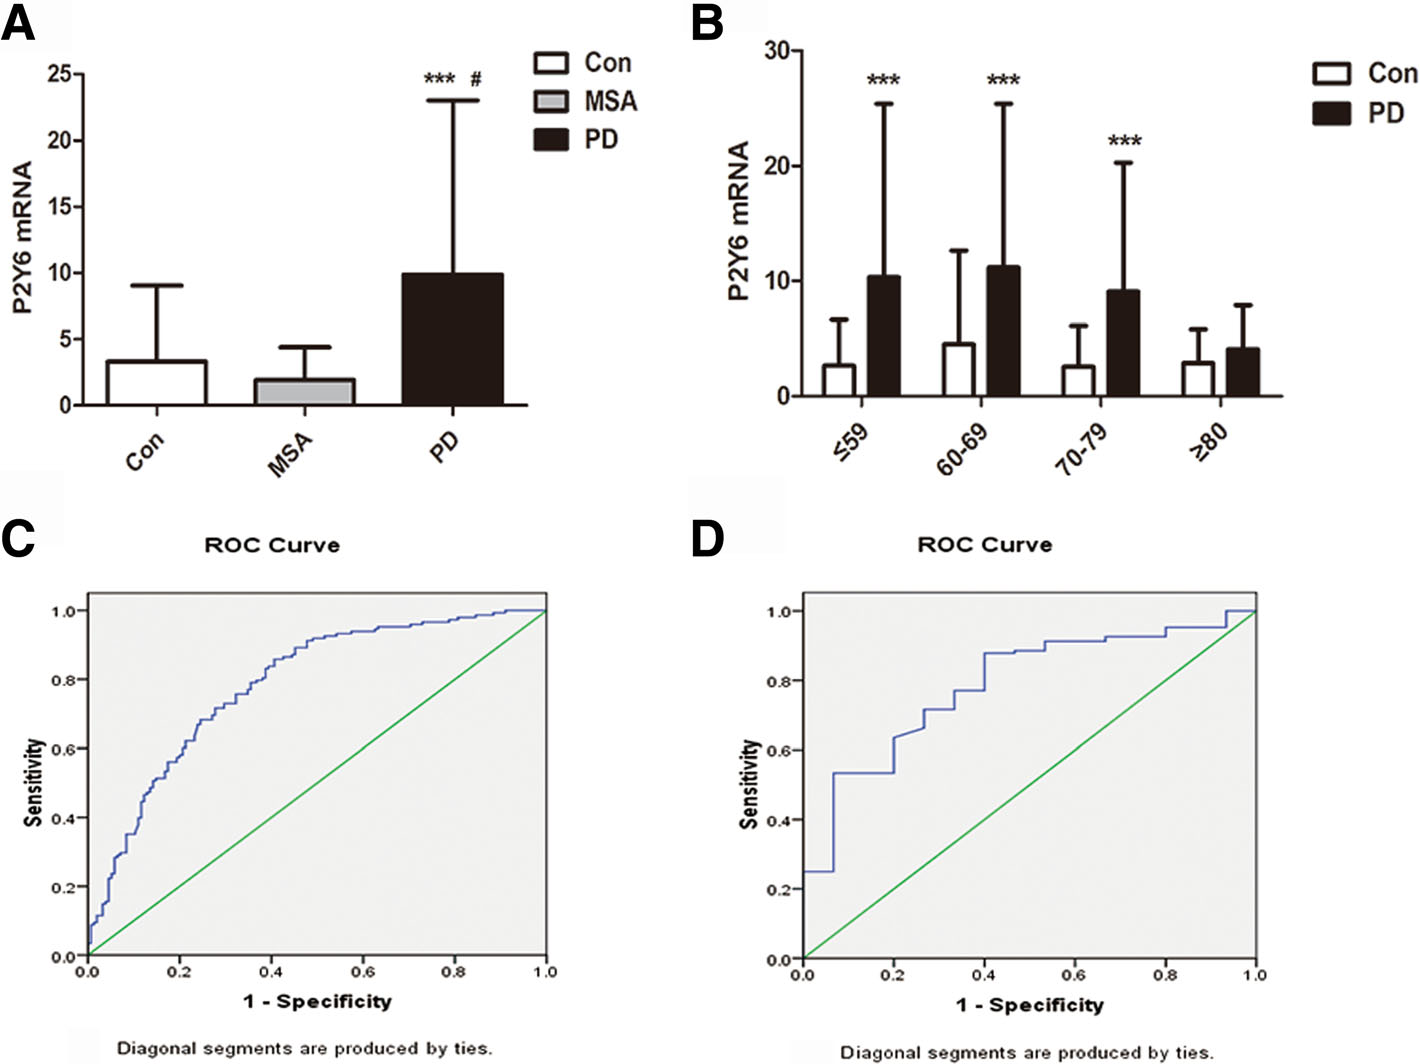 A
P2Y6 mRNA
25
20
15
10
5
0
*** #
Con
MSA
PD
Con
MSA
PD
B
P2Y6 mRNA
30
20
10
0
***
***
***
Con
PD
≤59
60-69
70-79
≥80
C
ROC Curve
Sensitivity
1.0
0.8
0.6
0.4
0.2
0.0
0.0 0.2 0.4 0.6 0.8 1.0
1 - Specificity
Diagonal segments are produced by ties.
D
ROC Curve
Sensitivity
1.0
0.8
0.6
0.4
0.2
0.0
0.0 0.2 0.4 0.6 0.8 1.0
1 - Specificity
Diagonal segments are produced by ties.